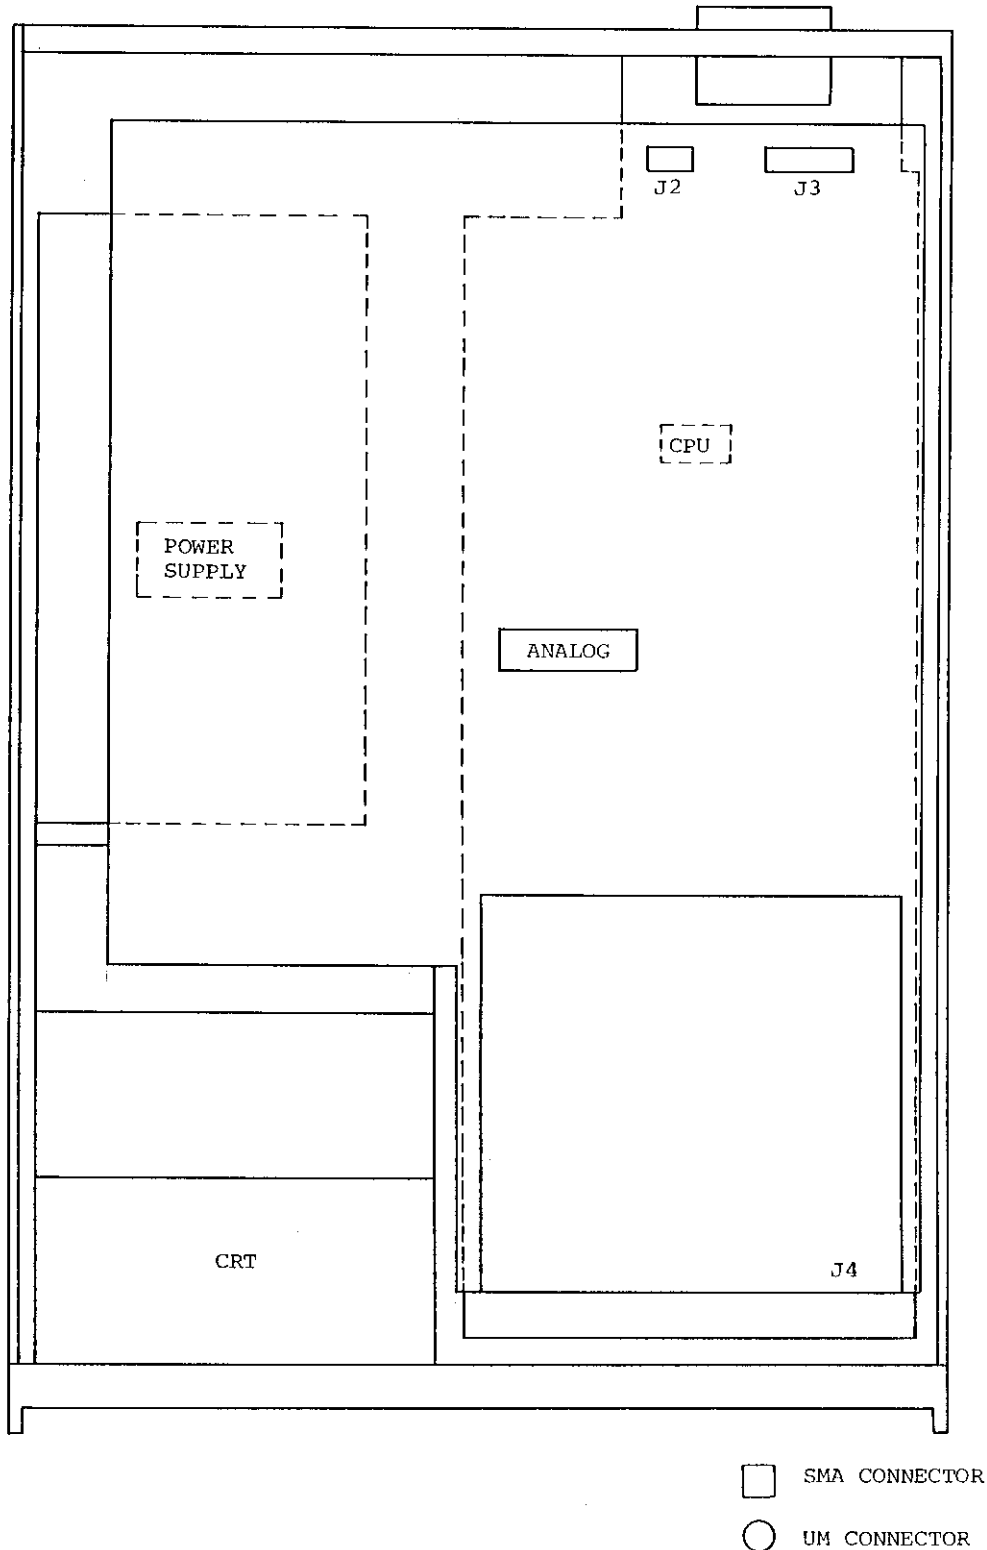 J2
J3
CPU
POWER
SUPPLY
ANALOG
CRT
J4
SMA CONNECTOR
UM CONNECTOR